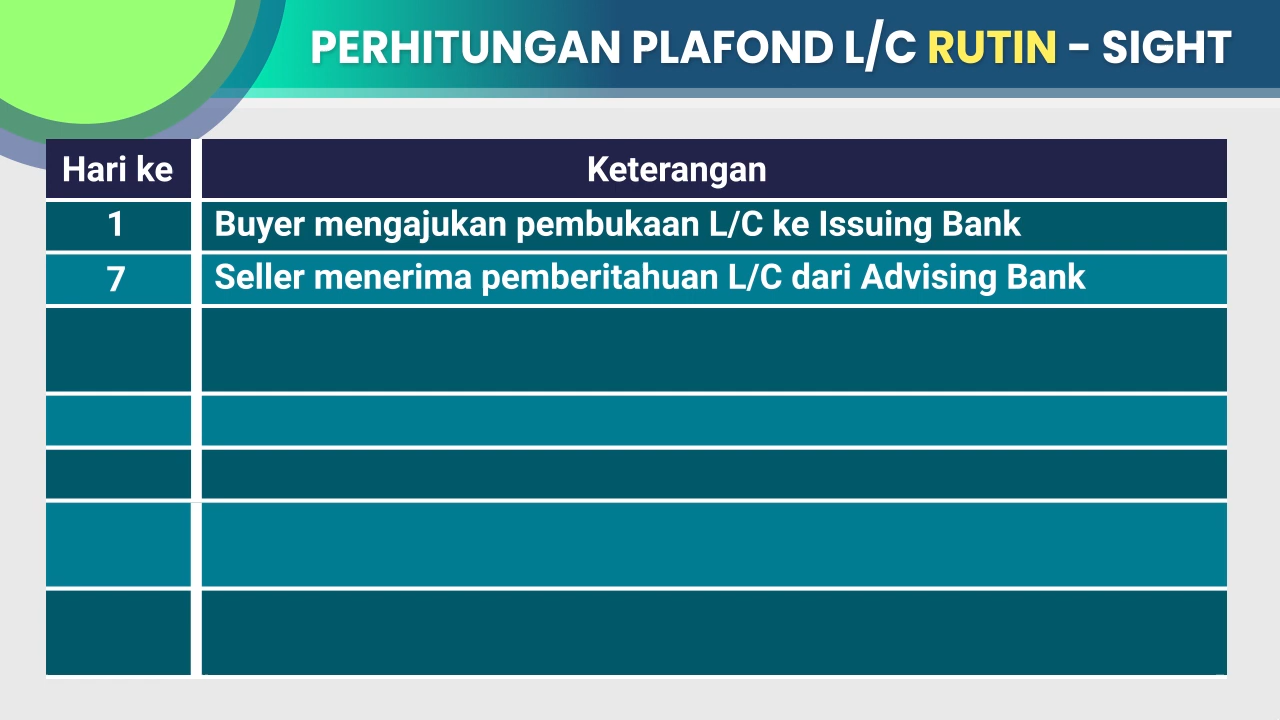 PERHITUNGAN PLAFOND L/C RUTIN - SIGHT
Hari ke
Keterangan
1
Buyer mengajukan pembukaan L/C ke Issuing Bank
7
Seller menerima pemberitahuan L/C dari Advising Bank